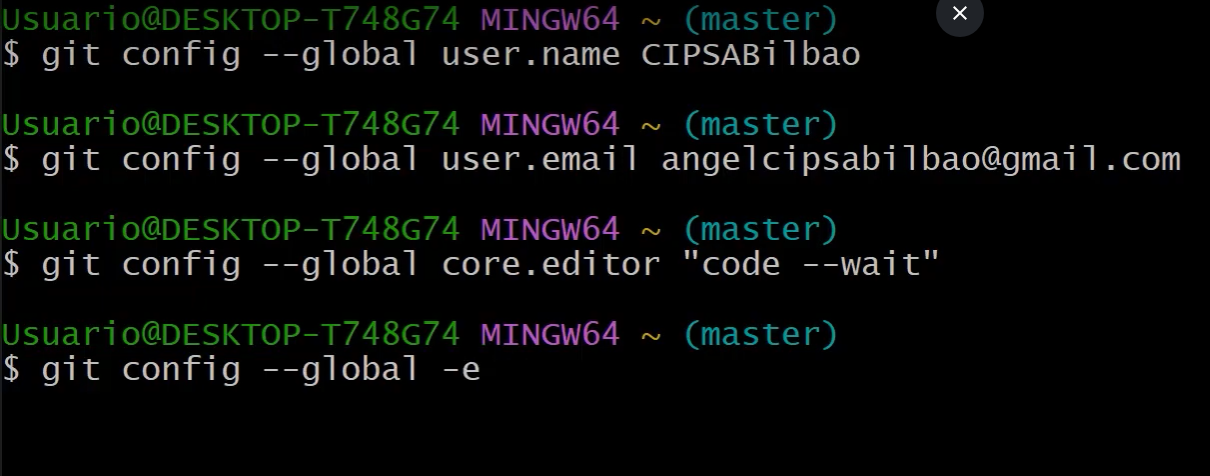 Usuario@DESKTOP-T748G74 MINGW64 ~ (master)
$ git config --global user.name CIPSABilbao
Usuario@DESKTOP-T748G74 MINGW64 ~ (master)
$ git config --global user.email angelcipsabilbao@gmail.com
Usuario@DESKTOP-T748G74 MINGW64 ~ (master)
$ git config --global core.editor "code --wait"
Usuario@DESKTOP-T748G74 MINGW64 ~ (master)
$ git config --global -e